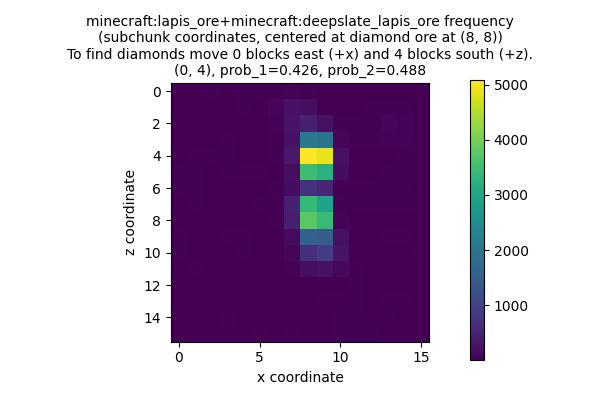 minecraft:lapis_ore+minecraft:deepslate_lapis_ore frequency
(subchunk coordinates, centered at diamond ore at (8, 8))
To find diamonds move 0 blocks east (+x) and 4 blocks south (+z).
(0, 4), prob_1=0.426, prob_2=0.488
0
2
4
6
8
10
12
14
z coordinate
0 5 10 15
x coordinate
5000
4000
3000
2000
1000